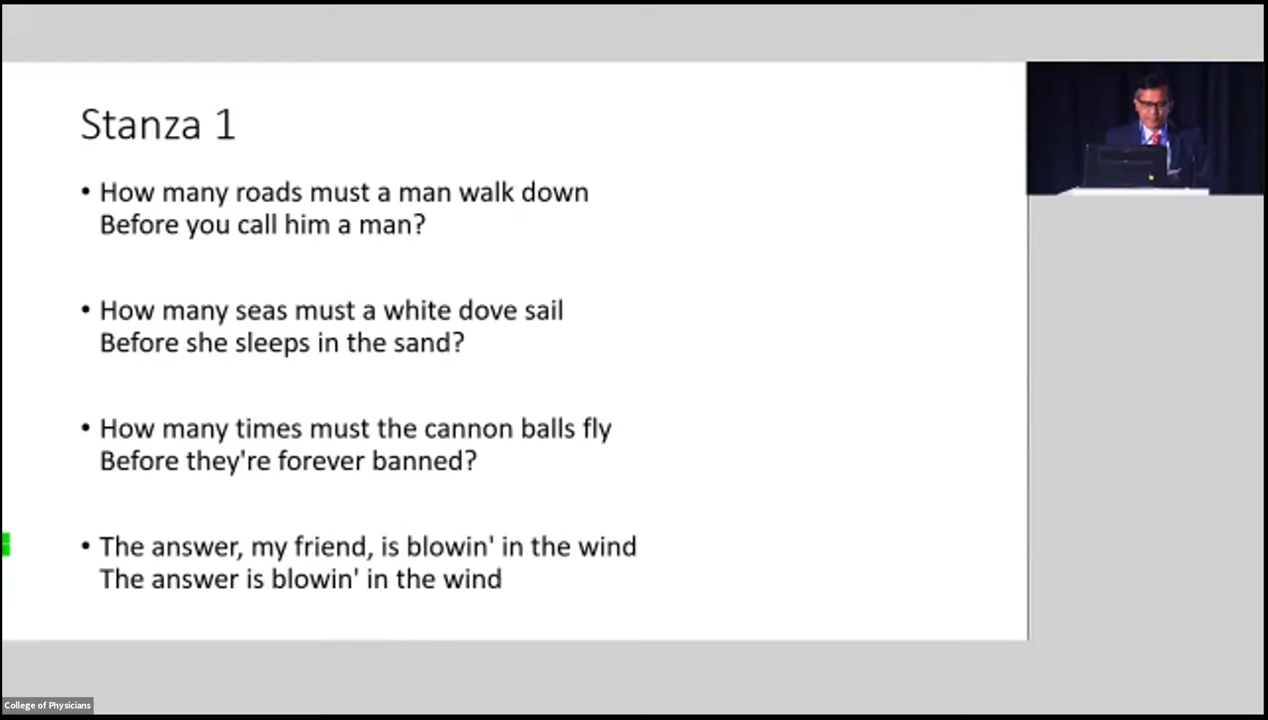 Stanza 1
• How many roads must a man walk down
Before you call him a man?
• How many seas must a white dove sail
Before she sleeps in the sand?
• How many times must the cannon balls fly
Before they're forever banned?
• The answer, my friend, is blowin' in the wind
The answer is blowin' in the wind
College of Physicians